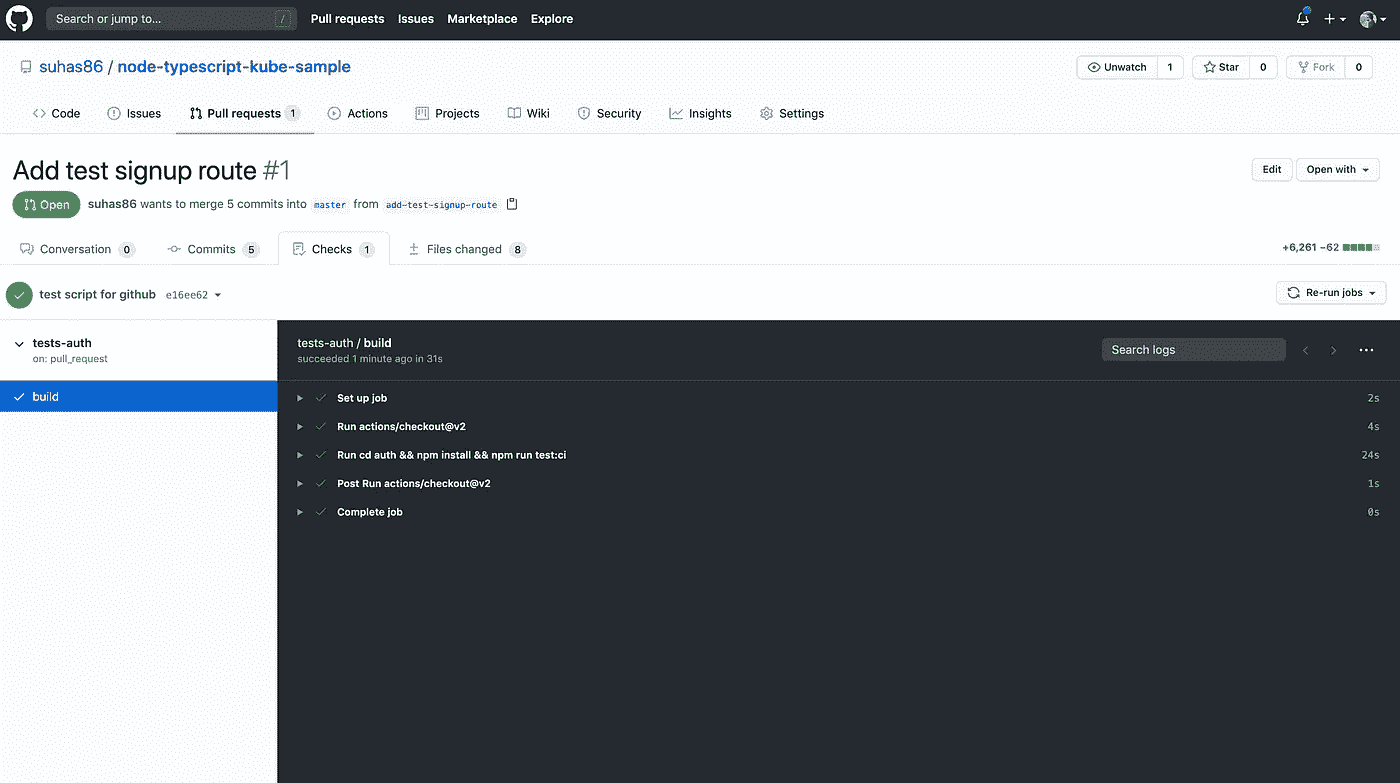 Search or jump to... / Pull requests Issues Marketplace Explore
suhas86 / node-typescript-kube-sample Unwatch 1 Star 0 Fork 0
Code Issues Pull requests 1 Actions Projects Wiki Security Insights Settings
Add test signup route #1 Edit Open with
Open suhas86 wants to merge 5 commits into master from add-test-signup-route
Conversation 0 Commits 5 Checks 1 Files changed 8 +6,261 −62
test script for github e16ee62 Re-run jobs
tests-auth
on: pull_request
build
tests-auth / build
succeeded 1 minute ago in 31s
Search logs
Set up job 2s
Run actions/checkout@v2 4s
Run cd auth && npm install && npm run test:ci 24s
Post Run actions/checkout@v2 1s
Complete job 0s